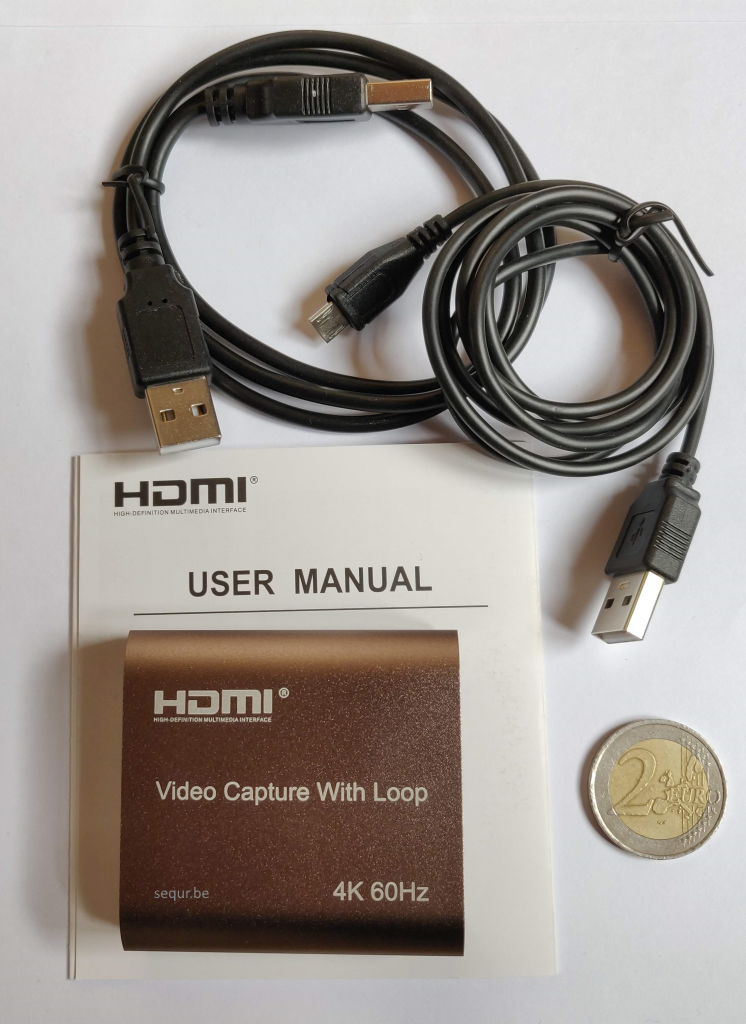 HDMI®
HIGH-DEFINITION MULTIMEDIA INTERFACE
USER MANUAL
HDMI®
HIGH-DEFINITION MULTIMEDIA INTERFACE
Video Capture With Loop
sequr.be
4K 60Hz
2 EURO